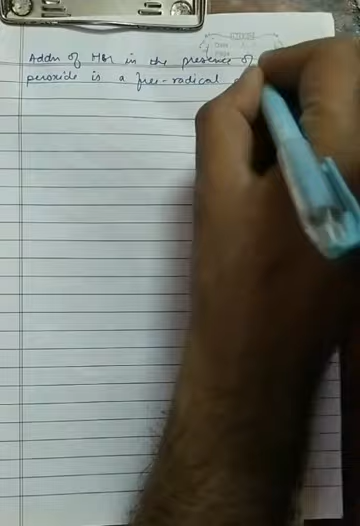 Addn of HBr in the presence of
peroxide is a free-radical